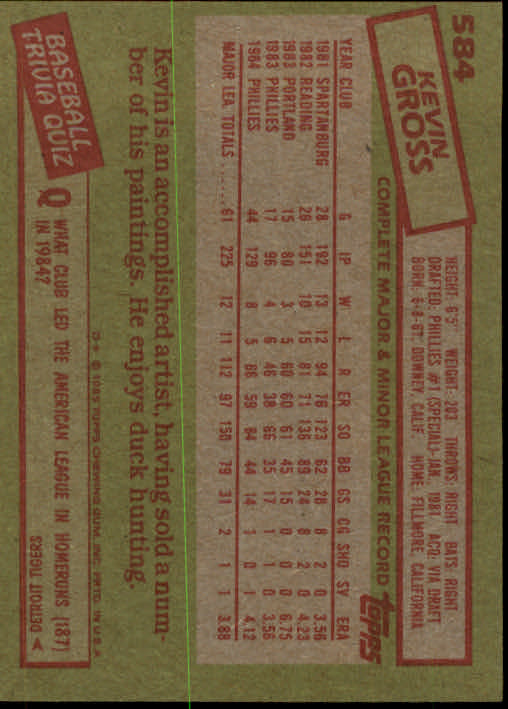 584
KEVIN
GROSS
HEIGHT: 6'5" WEIGHT: 203 THROWS: RIGHT BATS: RIGHT
DRAFTED: PHILLIES #1 (SPECIAL)-JAN., 1981 ACQ: VIA DRAFT
BORN: 6-8-61, DOWNEY, CALIF. HOME: FILLMORE, CALIFORNIA
COMPLETE MAJOR & MINOR LEAGUE RECORD
topps
YEAR CLUB G IP W L R ER SO BB GS CG SHO SV ERA
1981 SPARTANBURG 28 192 13 12 94 76 123 62 28 8 2 0 3.56
1982 READING 26 151 10 15 81 71 136 89 24 8 2 0 4.23
1983 PORTLAND 15 80 3 5 60 60 61 45 15 0 0 0 6.75
1983 PHILLIES 17 96 4 6 46 38 66 35 17 1 1 0 3.56
1984 PHILLIES 44 129 8 5 66 59 84 44 14 1 0 1 4.12
MAJOR LEA. TOTALS ..... 61 225 12 11 112 97 150 79 31 2 1 1 3.88
Kevin is an accomplished artist, having sold a num-
ber of his paintings. He enjoys duck hunting.
D* © 1985 TOPPS CHEWING GUM, INC. PRTD. IN U.S.A.
BASEBALL
TRIVIA QUIZ
Q WHAT CLUB LED THE AMERICAN LEAGUE IN HOMERUNS (187)
IN 1984?
DETROIT TIGERS A